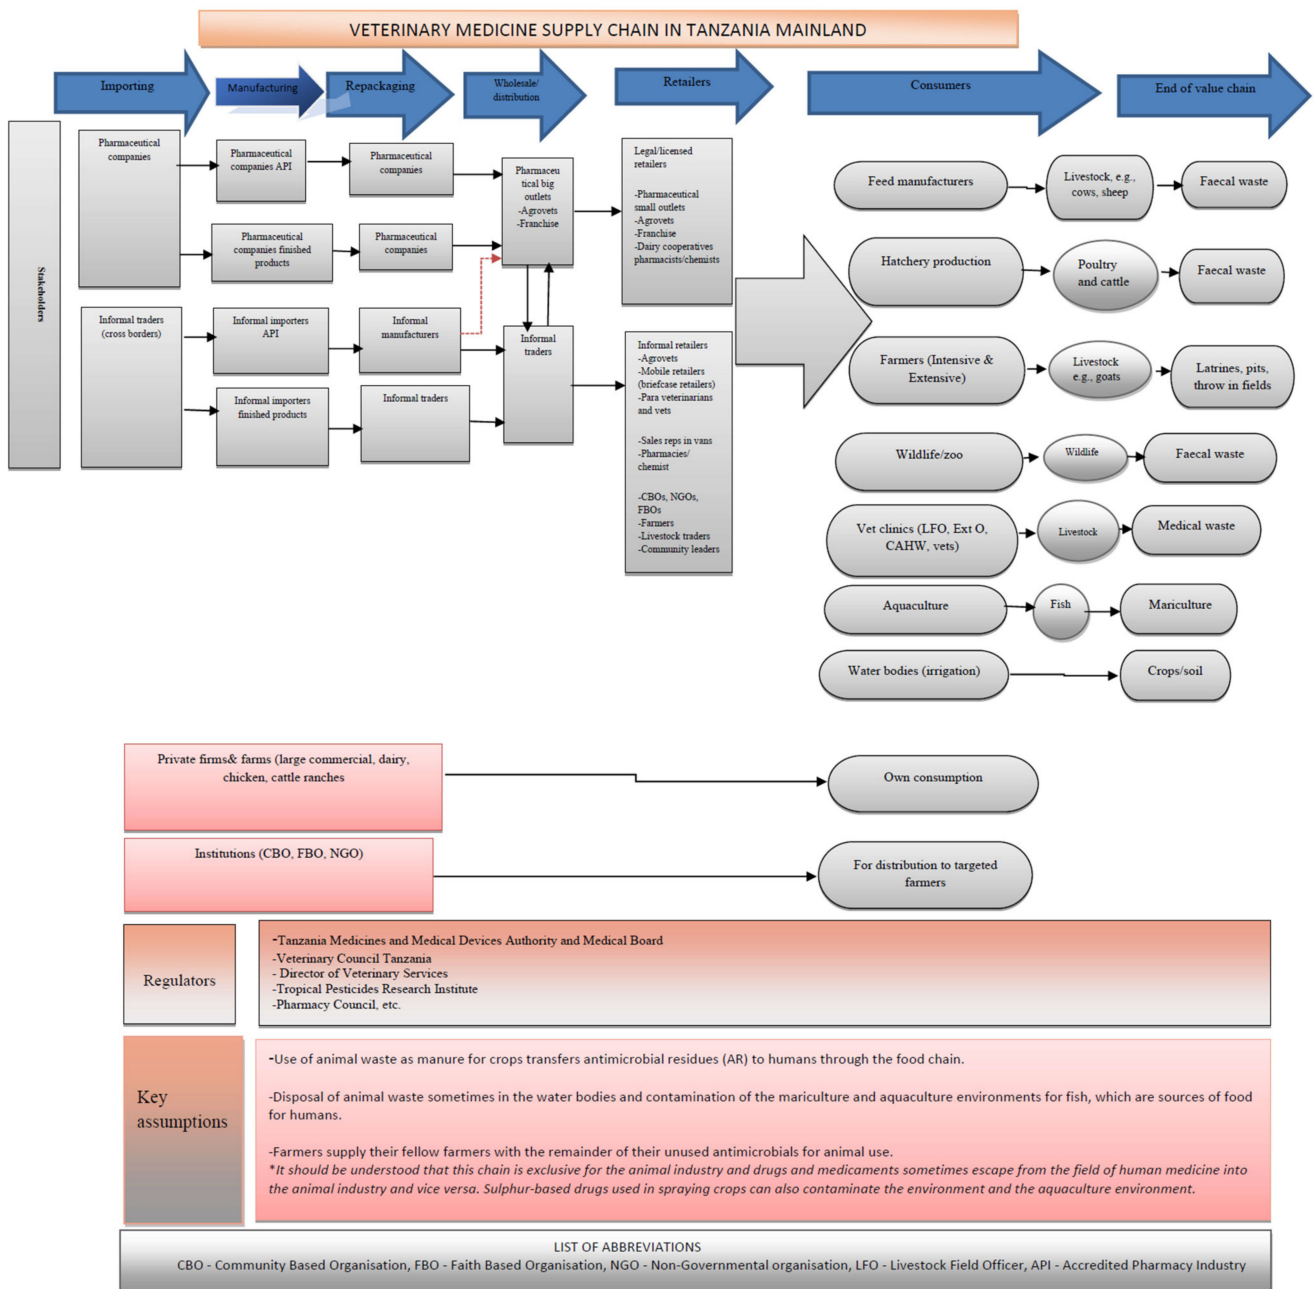 VETERINARY MEDICINE SUPPLY CHAIN IN TANZANIA MAINLAND
Importing
Manufacturing
Repackaging
Wholesale/
distribution
Retailers
Consumers
End of value chain
Stakeholders
Pharmaceutical
companies
Pharmaceutical
companies API
Pharmaceutical
companies
Pharmaceu
tical big
outlets
-Agrovets
-Franchise
Legal/licensed
retailers
-Pharmaceutical
small outlets
-Agrovets
-Franchise
-Dairy cooperatives
pharmacists/chemists
Pharmaceutical
companies finished
products
Pharmaceutical
companies
Informal traders
(cross borders)
Informal importers
API
Informal
manufacturers
Informal
traders
Informal importers
finished products
Informal traders
Informal retailers
-Agrovets
-Mobile retailers
(briefcase retailers)
-Para veterinarians
and vets
-Sales reps in vans
-Pharmacies/
chemist
-CBOs, NGOs,
FBOs
-Farmers
-Livestock traders
-Community leaders
Feed manufacturers
Livestock, e.g.,
cows, sheep
Faecal waste
Hatchery production
Poultry
and cattle
Faecal waste
Farmers (Intensive &
Extensive)
Livestock
e.g., goats
Latrines, pits,
throw in fields
Wildlife/zoo
Wildlife
Faecal waste
Vet clinics (LFO, Ext O,
CAHW, vets)
Livestock
Medical waste
Aquaculture
Fish
Mariculture
Water bodies (irrigation)
Crops/soil
Private firms& farms (large commercial, dairy,
chicken, cattle ranches
Own consumption
Institutions (CBO, FBO, NGO)
For distribution to targeted
farmers
Regulators
-Tanzania Medicines and Medical Devices Authority and Medical Board
-Veterinary Council Tanzania
- Director of Veterinary Services
-Tropical Pesticides Research Institute
-Pharmacy Council, etc.
Key
assumptions
-Use of animal waste as manure for crops transfers antimicrobial residues (AR) to humans through the food chain.
-Disposal of animal waste sometimes in the water bodies and contamination of the mariculture and aquaculture environments for fish, which are sources of food
for humans.
-Farmers supply their fellow farmers with the remainder of their unused antimicrobials for animal use.
*It should be understood that this chain is exclusive for the animal industry and drugs and medicaments sometimes escape from the field of human medicine into
the animal industry and vice versa. Sulphur-based drugs used in spraying crops can also contaminate the environment and the aquaculture environment.
LIST OF ABBREVIATIONS
CBO - Community Based Organisation, FBO - Faith Based Organisation, NGO - Non-Governmental organisation, LFO - Livestock Field Officer, API - Accredited Pharmacy Industry